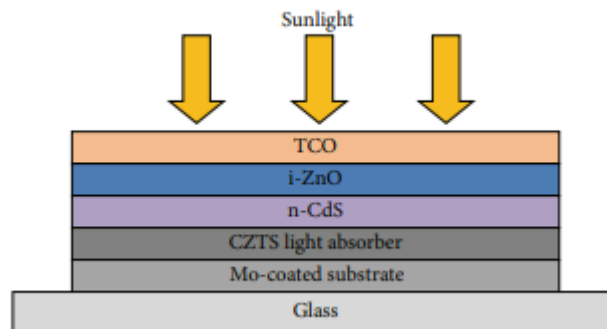 Sunlight
TCO
i-ZnO
n-CdS
CZTS light absorber
Mo-coated substrate
Glass